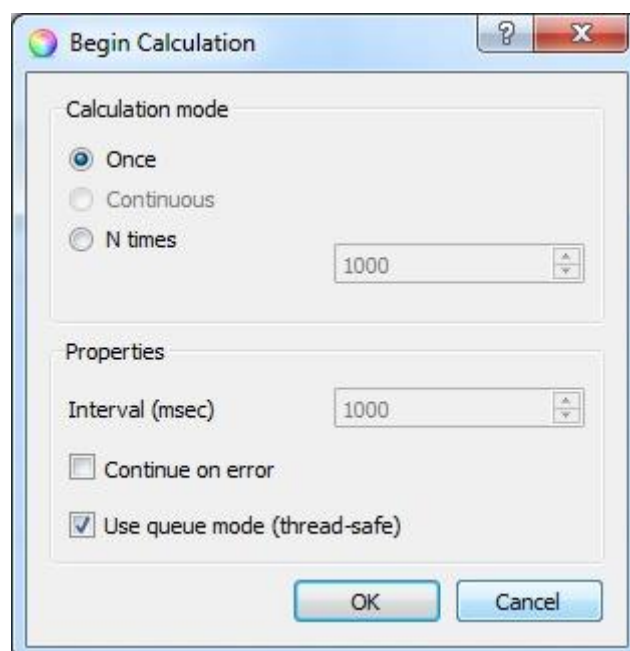 Begin Calculation
Calculation mode
Once
Continuous
N times
1000
Properties
Interval (msec)
1000
Continue on error
Use queue mode (thread-safe)
OK
Cancel